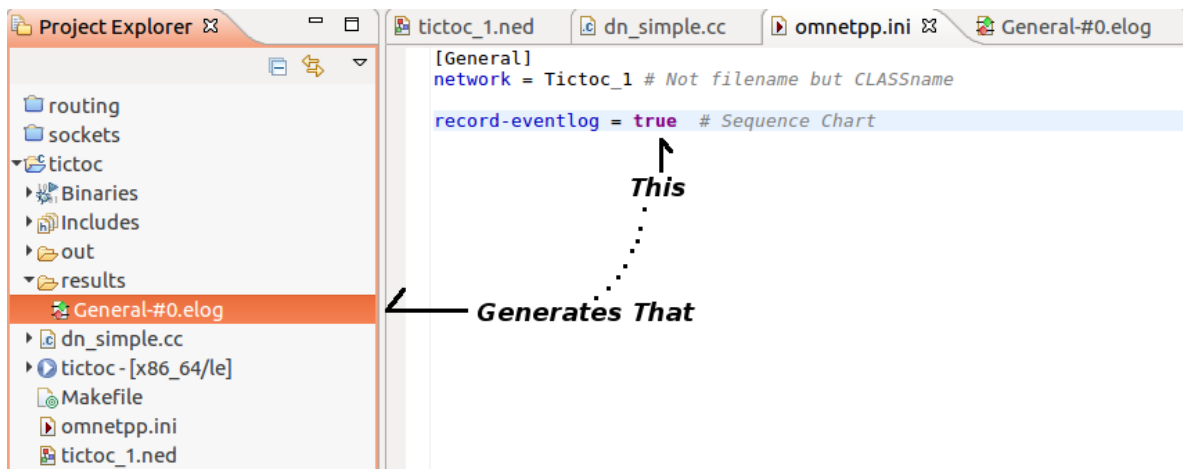 Project Explorer
tictoc_1.ned
dn_simple.cc
omnetpp.ini
General-#0.elog
routing
sockets
tictoc
Binaries
Includes
out
results
General-#0.elog
dn_simple.cc
tictoc - [x86_64/le]
Makefile
omnetpp.ini
tictoc_1.ned
[General]
network = Tictoc_1 # Not filename but CLASSname
record-eventlog = true # Sequence Chart
This
Generates That